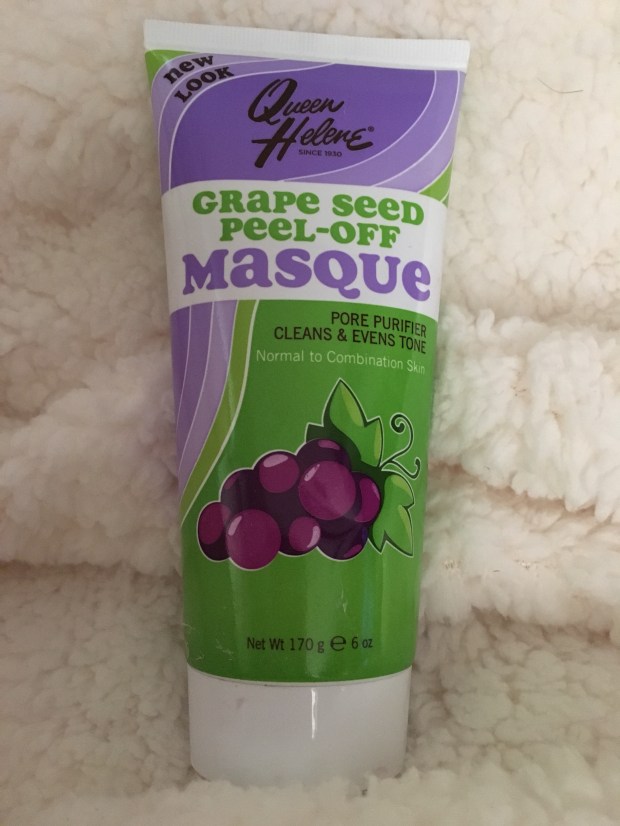 new
LOOK
Queen
Helene®
SINCE 1930
GRAPE SEED
PEEL-OFF
MASQUE
PORE PURIFIER
CLEANS & EVENS TONE
Normal to Combination Skin
Net Wt 170 g ℮ 6 oz